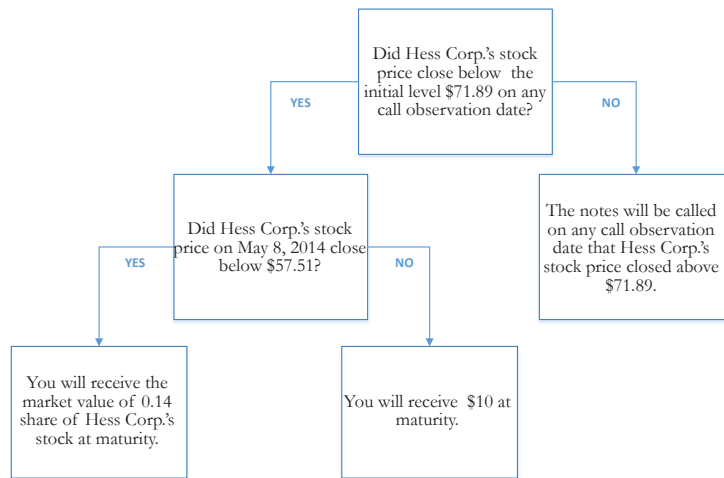 Did Hess Corp.'s stock
price close below the
initial level $71.89 on any
call observation date?
YES
NO
Did Hess Corp.'s stock
price on May 8, 2014 close
below $57.51?
The notes will be called
on any call observation
date that Hess Corp.'s
stock price closed above
$71.89.
YES
NO
You will receive the
market value of 0.14
share of Hess Corp.'s
stock at maturity.
You will receive $10 at
maturity.